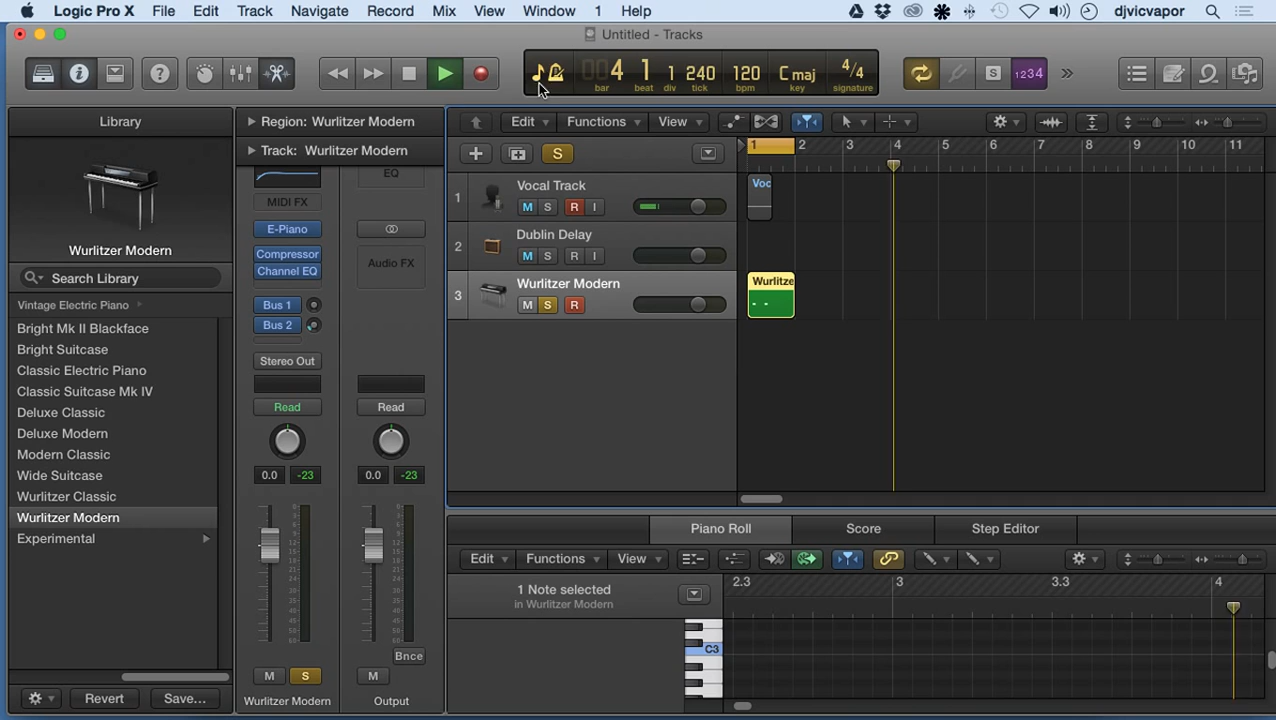 Logic Pro X File Edit Track Navigate Record Mix View Window 1 Help djvicvapor
Untitled - Tracks
004 1 1 240 120 C maj 4/4
bar beat div tick bpm key signature
S 1234
Library
Region: Wurlitzer Modern
Edit Functions View
Track: Wurlitzer Modern
S
1 2 3 4 5 6 7 8 9 10 11
EQ
MIDI FX
E-Piano
Compressor
Channel EQ
Audio FX
Bus 1
Bus 2
Stereo Out
Read Read
0.0 -23 0.0 -23
Bnce
M S M
Wurlitzer Modern Output
1 Vocal Track
M S R I
Voc
2 Dublin Delay
M S R I
3 Wurlitzer Modern
M S R
Wurlitze
Wurlitzer Modern
Search Library
Vintage Electric Piano
Bright Mk II Blackface
Bright Suitcase
Classic Electric Piano
Classic Suitcase Mk IV
Deluxe Classic
Deluxe Modern
Modern Classic
Wide Suitcase
Wurlitzer Classic
Wurlitzer Modern
Experimental
Revert Save...
Piano Roll Score Step Editor
Edit Functions View
1 Note selected
in Wurlitzer Modern
2.3 3 3.3 4
C3